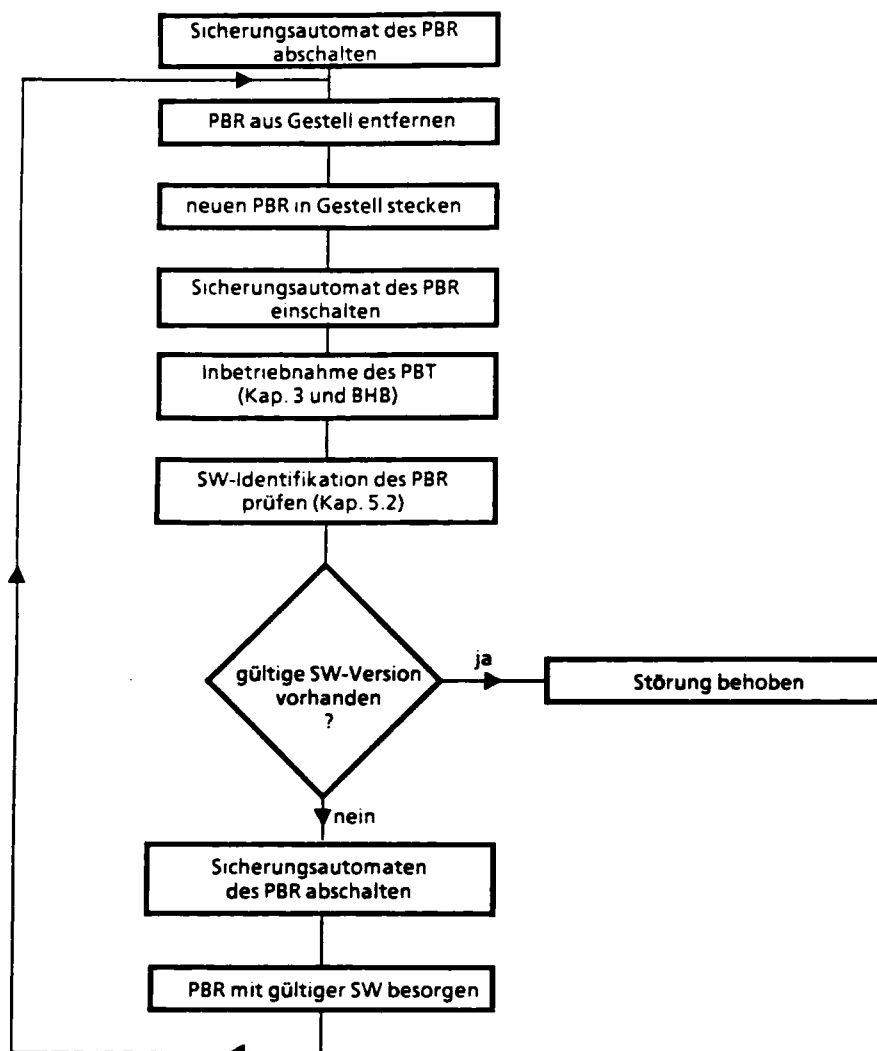 Sicherungsautomat des PBR
abschalten
PBR aus Gestell entfernen
neuen PBR in Gestell stecken
Sicherungsautomat des PBR
einschalten
Inbetriebnahme des PBT
(Kap. 3 und BHB)
SW-Identifikation des PBR
prüfen (Kap. 5.2)
gültige SW-Version
vorhanden
?
ja
Störung behoben
nein
Sicherungsautomaten
des PBR abschalten
PBR mit gültiger SW besorgen